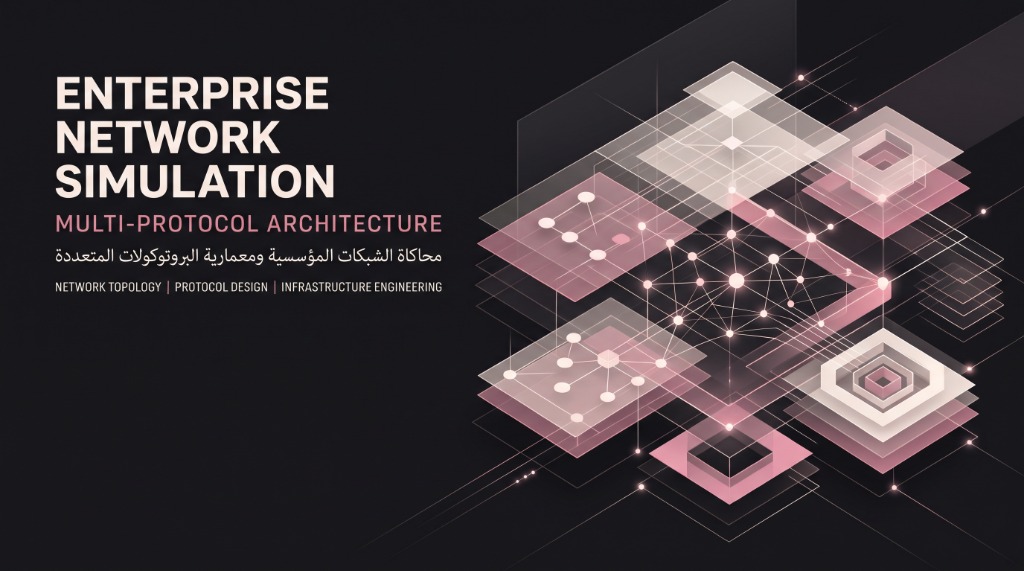 ENTERPRISE
NETWORK
SIMULATION
MULTI-PROTOCOL ARCHITECTURE
محاكاة الشبكات المؤسسية ومعمارية البروتوكولات المتعددة
NETWORK TOPOLOGY | PROTOCOL DESIGN | INFRASTRUCTURE ENGINEERING